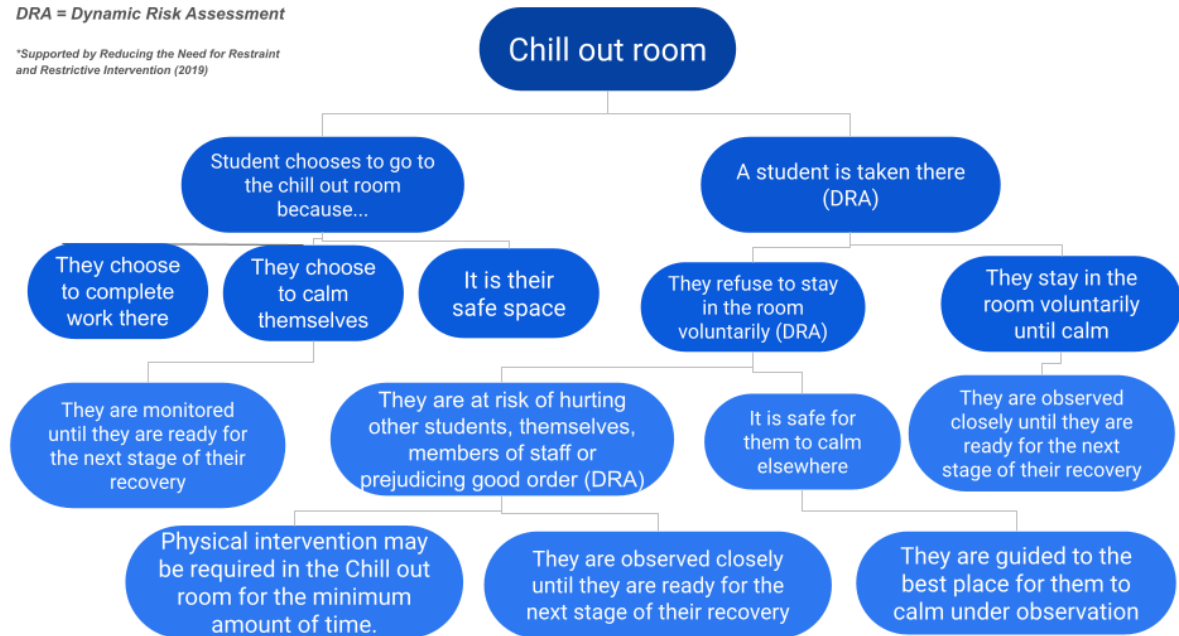 DRA = Dynamic Risk Assessment
*Supported by Reducing the Need for Restraint
and Restrictive Intervention (2019)
Chill out room
Student chooses to go to
the chill out room
because...
A student is taken there
(DRA)
They choose
to complete
work there
They choose
to calm
themselves
It is their
safe space
They refuse to stay
in the room
voluntarily (DRA)
They stay in the
room voluntarily
until calm
They are monitored
until they are ready for
the next stage of their
recovery
They are at risk of hurting
other students, themselves,
members of staff or
prejudicing good order (DRA)
It is safe for
them to calm
elsewhere
They are observed
closely until they are
ready for the next
stage of their recovery
Physical intervention may
be required in the Chill out
room for the minimum
amount of time.
They are observed closely
until they are ready for the
next stage of their recovery
They are guided to the
best place for them to
calm under observation